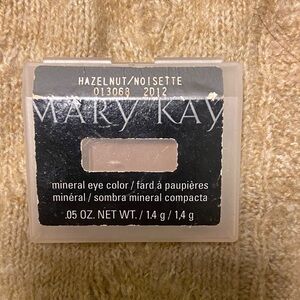 HAZELNUT/NOISETTE
013068 2012
MARY KAY
mineral eye color / fard à paupières
minéral / sombra mineral compacta
.05 OZ. NET WT. / 1.4 g / 1,4 g